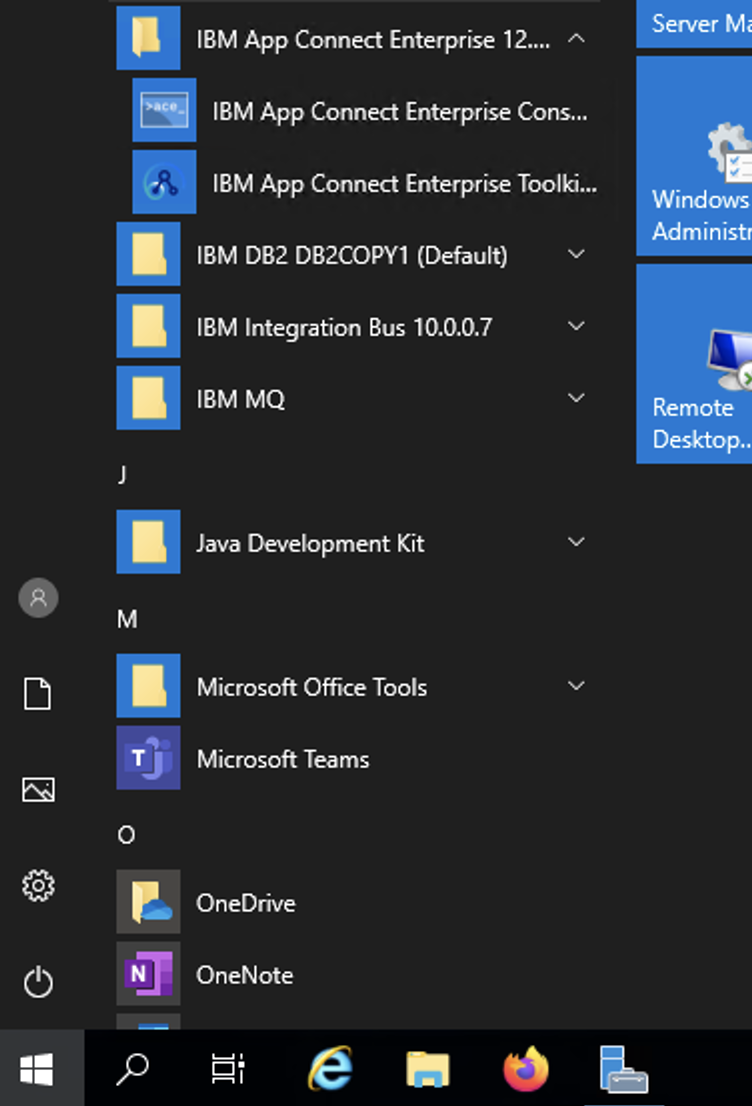 IBM App Connect Enterprise 12....
>ace_
IBM App Connect Enterprise Cons...
IBM App Connect Enterprise Toolki...
IBM DB2 DB2COPY1 (Default)
IBM Integration Bus 10.0.0.7
IBM MQ
J
Java Development Kit
M
Microsoft Office Tools
T
Microsoft Teams
O
OneDrive
N
OneNote
Server Ma
Windows
Administr
Remote
Desktop...